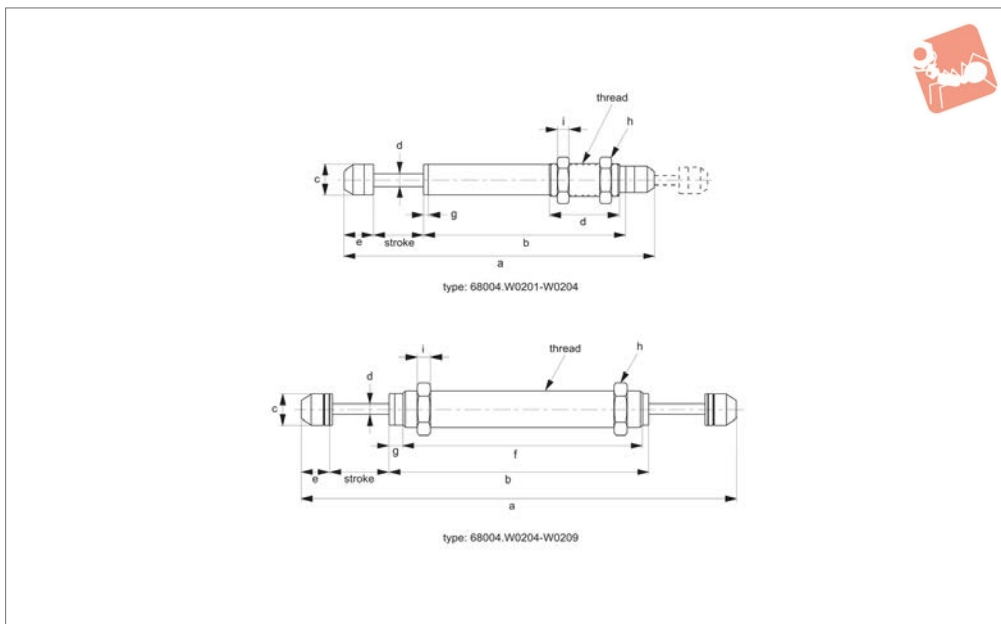 thread
i
h
d
c
g
d
e
stroke
b
a
type: 68004.W0201-W0204
i
thread
h
d
c
g
f
e
stroke
b
a
type: 68004.W0204-W0209